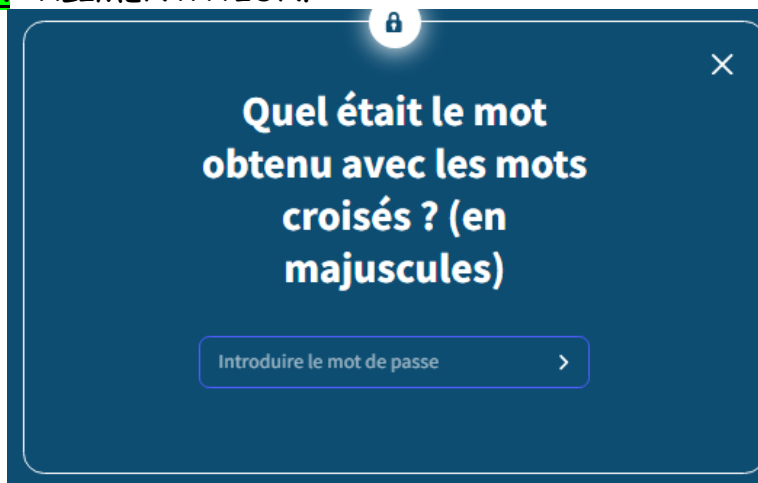 Quel était le mot
obtenu avec les mots
croisés ? (en
majuscules)
Introduire le mot de passe